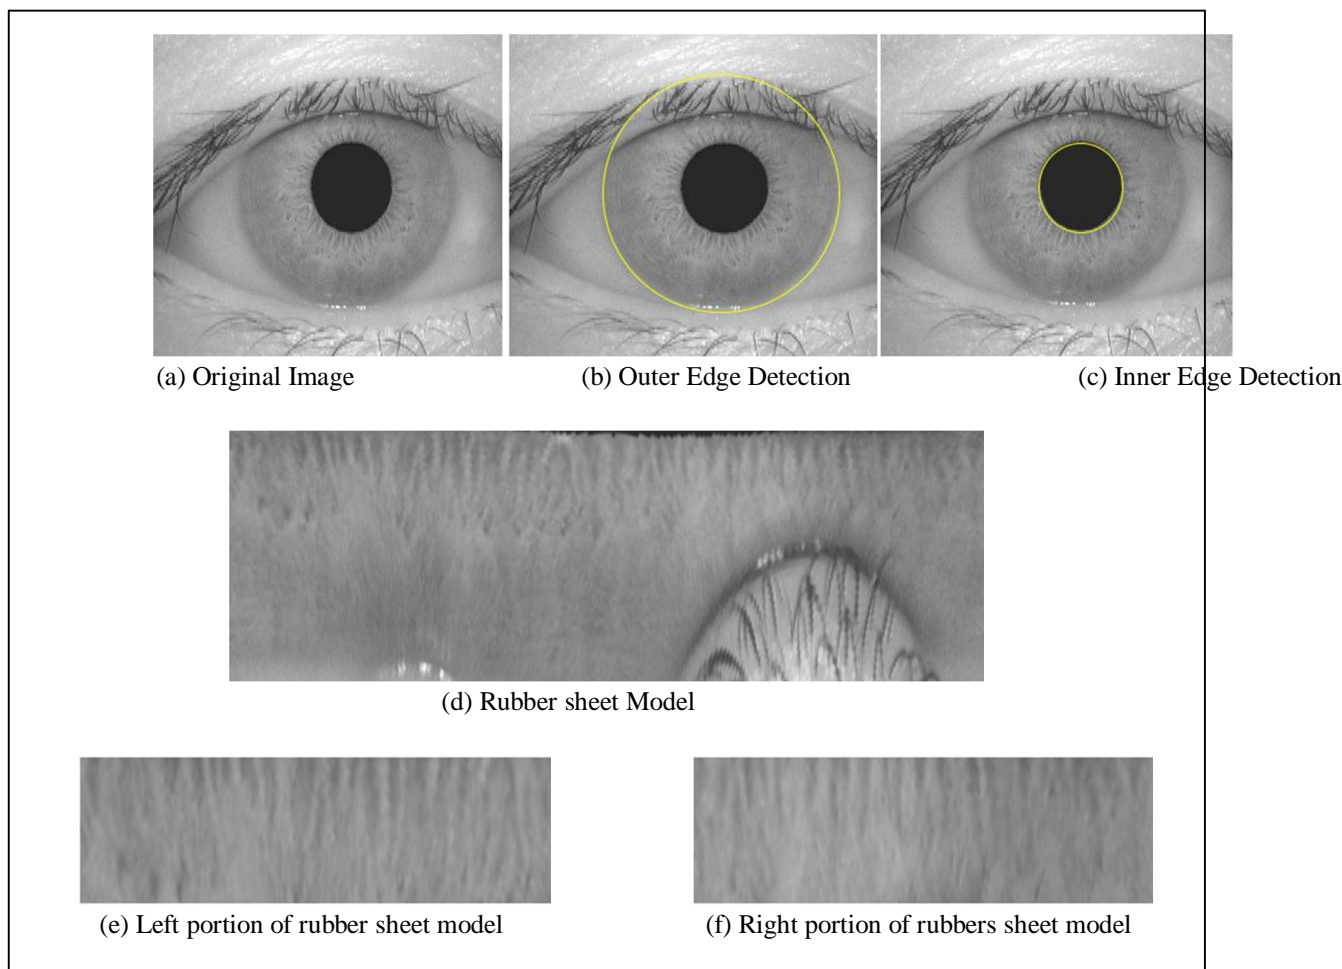 (a) Original Image
(b) Outer Edge Detection
(c) Inner Edge Detection
(d) Rubber sheet Model
(e) Left portion of rubber sheet model
(f) Right portion of rubbers sheet model